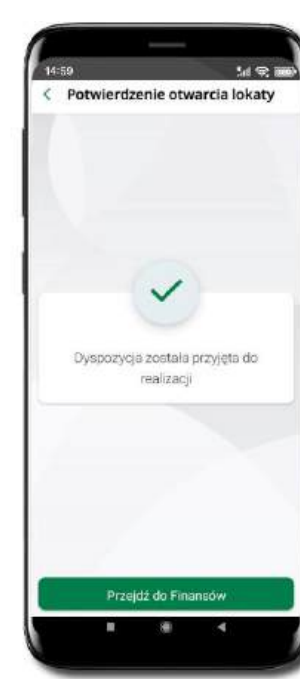 14:59
Potwierdzenie otwarcia lokaty
Dyspozycja została przyjęta do
realizacji
Przejdź do Finansów